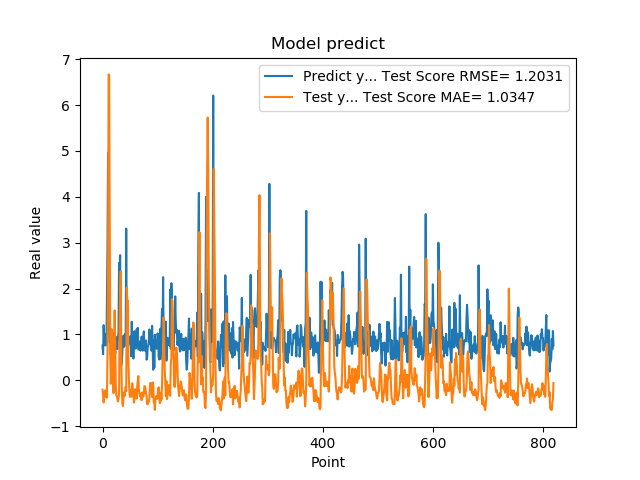 Model predict
Predict y... Test Score RMSE= 1.2031
Test y... Test Score MAE= 1.0347
Real value
7
6
5
4
3
2
1
0
−1
0 200 400 600 800
Point